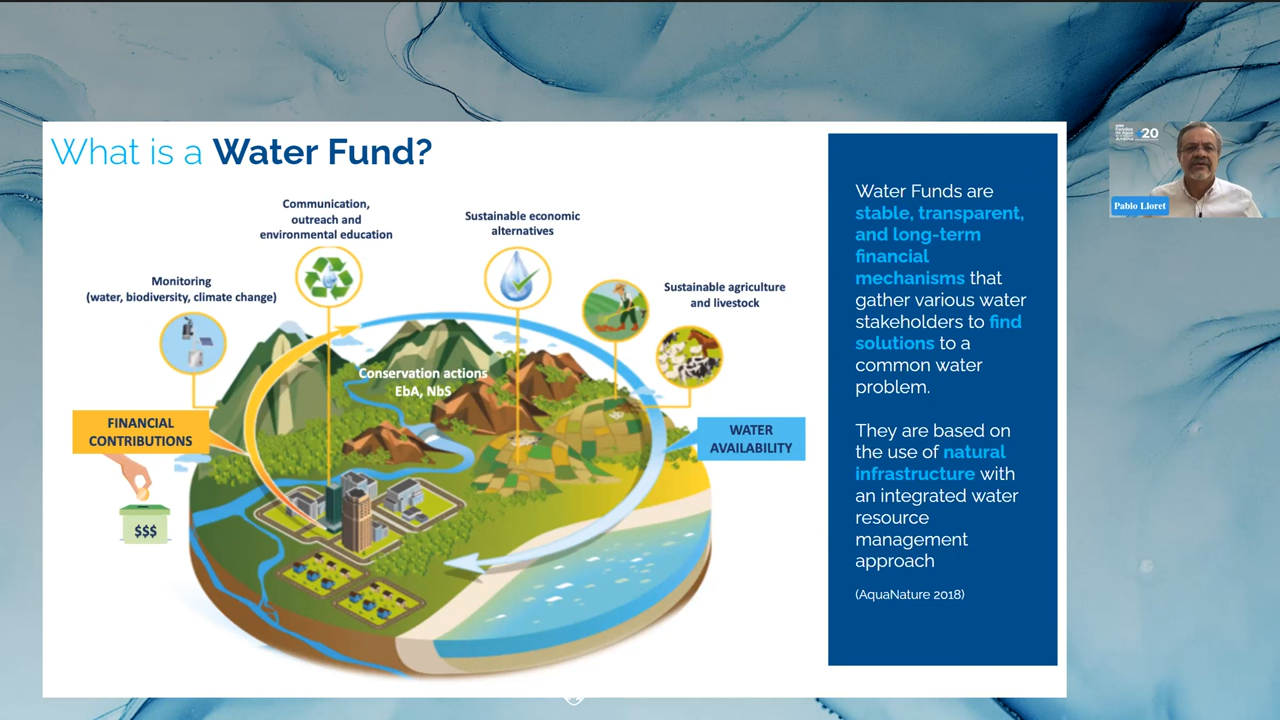 What is a Water Fund?
Communication,
outreach and
environmental education
Sustainable economic
alternatives
Monitoring
(water, biodiversity, climate change)
Sustainable agriculture
and livestock
Conservation actions
EbA, NbS
FINANCIAL
CONTRIBUTIONS
WATER
AVAILABILITY
$$$
Water Funds are
stable, transparent,
and long-term
financial
mechanisms that
gather various water
stakeholders to find
solutions to a
common water
problem.
They are based on
the use of natural
infrastructure with
an integrated water
resource
management
approach
(AquaNature 2018)
Fondos
de Agua
20
Pablo Lloret